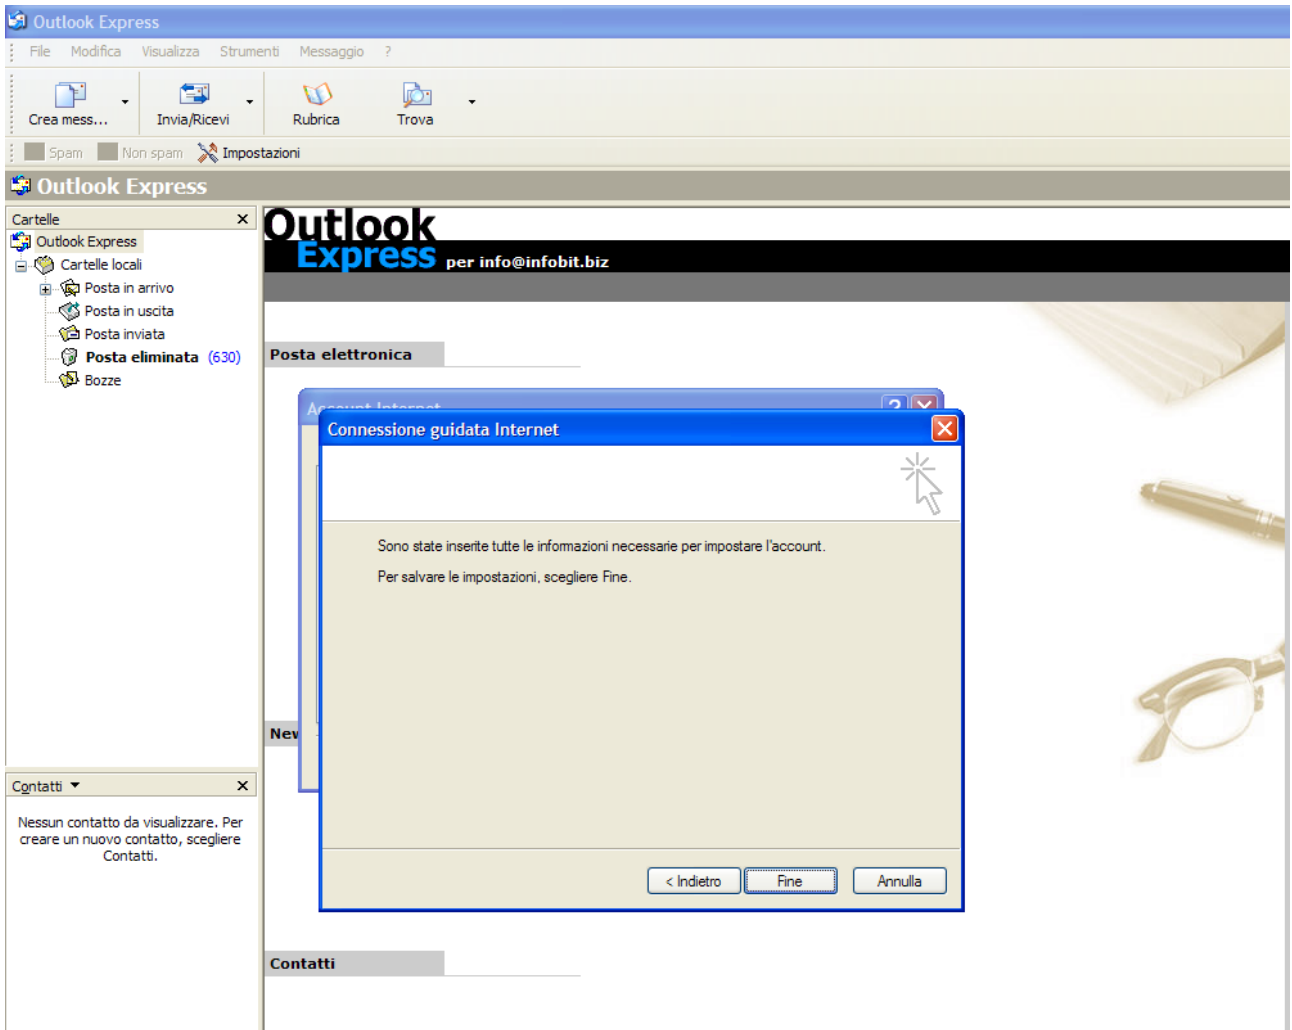 Outlook Express
File Modifica Visualizza Strumenti Messaggio ?
Crea mess... Invia/Ricevi Rubrica Trova
Spam Non spam Impostazioni
Outlook Express
Cartelle
Outlook Express
Cartelle locali
Posta in arrivo
Posta in uscita
Posta inviata
Posta eliminata (630)
Bozze
Contatti
Nessun contatto da visualizzare. Per
creare un nuovo contatto, scegliere
Contatti.
Outlook
Express per info@infobit.biz
Posta elettronica
Account Internet
Connessione guidata Internet
Sono state inserite tutte le informazioni necessarie per impostare l'account.
Per salvare le impostazioni, scegliere Fine.
< Indietro Fine Annulla
Contatti